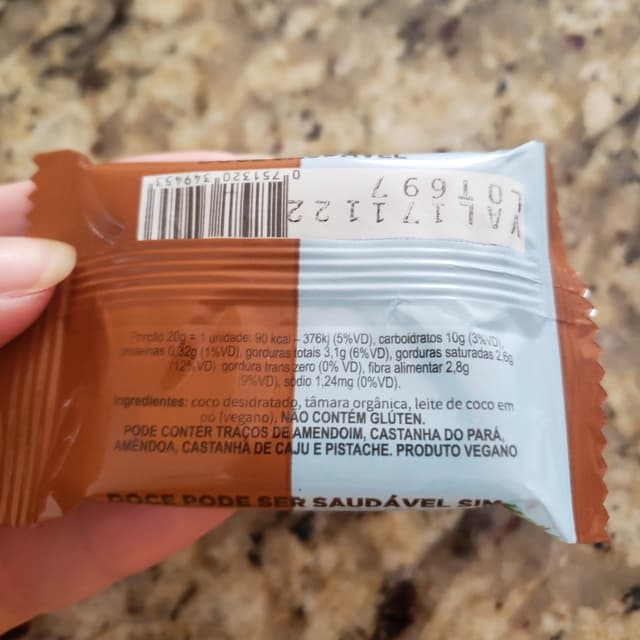 0 751320 349453
VAL171122
LOT697
Porção 20g = 1 unidade: 90 kcal – 376kj (5%VD), carboidratos 10g (3%VD),
proteínas 0,32g (1%VD), gorduras totais 3,1g (6%VD), gorduras saturadas 2,6g
(12% VD), gordura trans zero (0% VD), fibra alimentar 2,8g
(9%VD), sódio 1,24mg (0%VD).
Ingredientes: coco desidratado, tâmara orgânica, leite de coco em
pó (vegano). NÃO CONTÉM GLÚTEN.
PODE CONTER TRAÇOS DE AMENDOIM, CASTANHA DO PARÁ,
AMENDOA, CASTANHA DE CAJU E PISTACHE. PRODUTO VEGANO
DOCE PODE SER SAUDÁVEL SIM